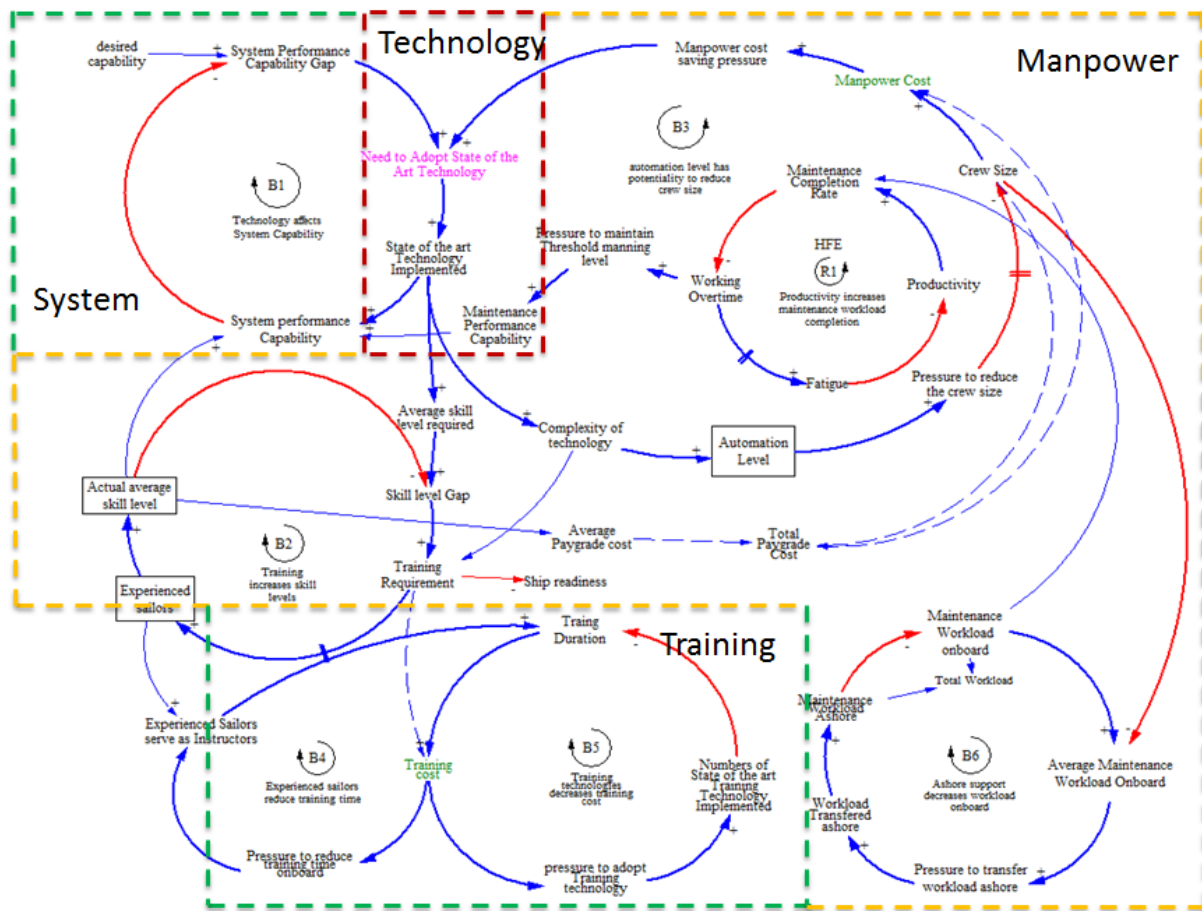 Technology
Manpower
System
Training
desired
capability
System Performance
Capability Gap
+
-
B1
Technology affects
System Capability
Need to Adopt State of the
Art Technology
+
+
+
State of the art
Technology
Implemented
System performance
Capability
+
+
+
Manpower cost
saving pressure
+
Manpower Cost
+
B3
automation level has
potentiality to reduce
crew size
Maintenance
Completion
Rate
+
Crew Size
-
Pressure to maintain
Threshold manning
level
+
Working
Overtime
-
HFE
R1
Productivity increases
maintenance workload
completion
Productivity
-
Maintenance
Performance
Capability
+
Fatigue
+
Pressure to reduce
the crew size
+
Average skill
level required
+
Complexity of
technology
+
Automation
Level
+
Actual average
skill level
+
Skill level Gap
-
+
B2
Training
increases skill
levels
Average
Paygrade cost
Total
Paygrade
Cost
Training
Requirement
+
Ship readiness
-
Experienced
sailors
+
Traing
Duration
+
-
Maintenance
Workload
onboard
-
Total Workload
Maintenance
Workload
Ashore
+
Experienced Sailors
serve as Instructors
+
+
B4
Experienced sailors
reduce training time
Training
cost
+
B5
Training
technologies
decreases training
cost
Numbers of
State of the art
Training
Technology
Implemented
+
B6
Ashore support
decreases workload
onboard
Average Maintenance
Workload Onboard
+
-
Workload
Transfered
ashore
+
Pressure to reduce
training time
onboard
+
pressure to adopt
Training
technology
+
Pressure to transfer
workload ashore
+